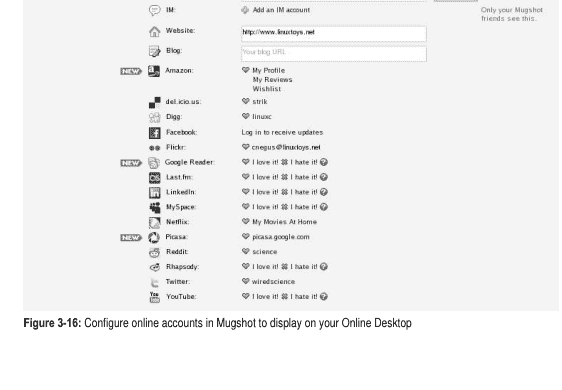 IM: Add an IM account Only your Mugshot
friends see this.
Website: http://www.linuxtoys.net
Blog: Your blog URL
NEW Amazon: My Profile
My Reviews
Wishlist
del.icio.us: strik
Digg: linuxc
Facebook: Log in to receive updates
Flickr: cnegus@linuxtoys.net
NEW Google Reader: I love it! I hate it! ?
Last.fm: I love it! I hate it! ?
LinkedIn: I love it! I hate it! ?
MySpace: I love it! I hate it! ?
Netflix: My Movies At Home
NEW Picasa: picasa.google.com
Reddit: science
Rhapsody: I love it! I hate it! ?
Twitter: wiredscience
YouTube: I love it! I hate it! ?
Figure 3-16: Configure online accounts in Mugshot to display on your Online Desktop